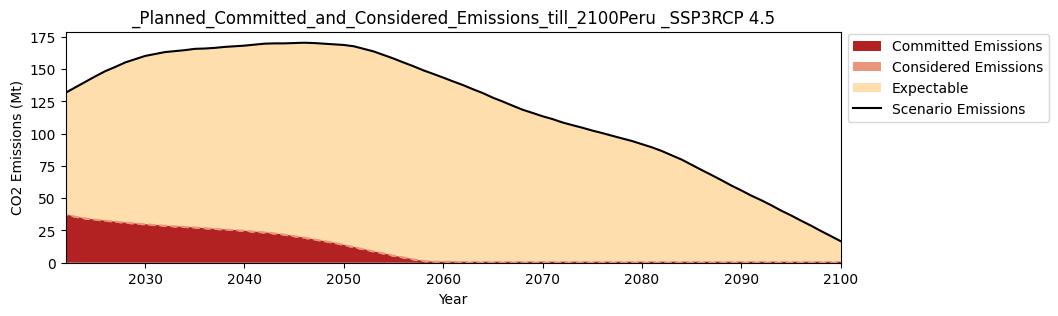 _Planned_Committed_and_Considered_Emissions_till_2100Peru _SSP3RCP 4.5
CO2 Emissions (Mt)
175
150
125
100
75
50
25
0
2030 2040 2050 2060 2070 2080 2090 2100
Year
Committed Emissions
Considered Emissions
Expectable
Scenario Emissions